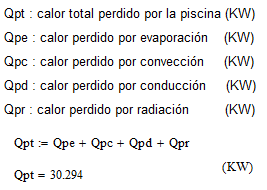 Qpt : calor total perdido por la piscina (KW)
Qpe : calor perdido por evaporación (KW)
Qpc : calor perdido por convección (KW)
Qpd : calor perdido por conducción (KW)
Qpr : calor perdido por radiación (KW)
Qpt := Qpe + Qpc + Qpd + Qpr
Qpt = 30.294 (KW)